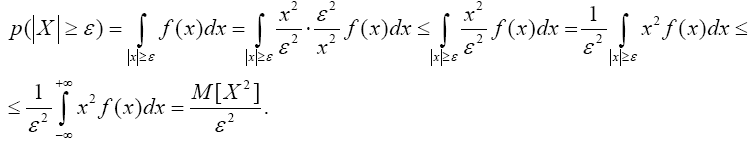 p(|X| ≥ ε) = ∫_{|x|≥ε} f(x)dx = ∫_{|x|≥ε} x²/ε² · ε²/x² f(x)dx ≤ ∫_{|x|≥ε} x²/ε² f(x)dx = 1/ε² ∫_{|x|≥ε} x² f(x)dx ≤
≤ 1/ε² ∫_{-∞}^{+∞} x² f(x)dx = M[X²]/ε².